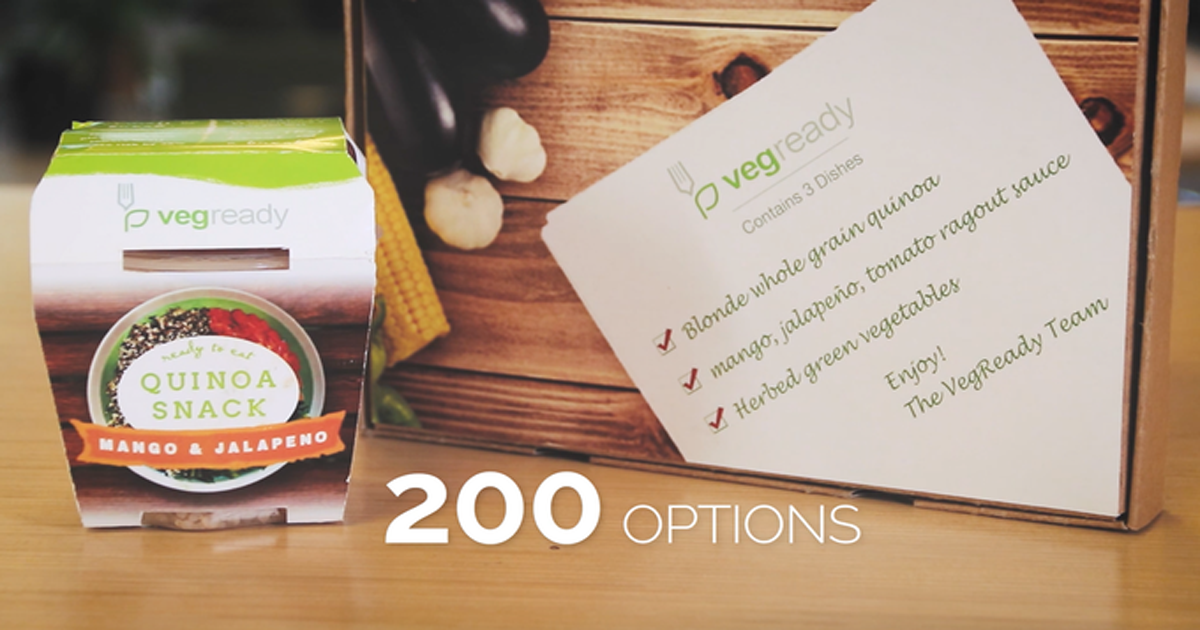 vegready
ready to eat
QUINOA
SNACK
MANGO & JALAPENO
vegready
Contains 3 Dishes
Blonde whole grain quinoa
mango, jalapeño, tomato ragout sauce
Herbed green vegetables
Enjoy!
The VegReady Team
200 OPTIONS